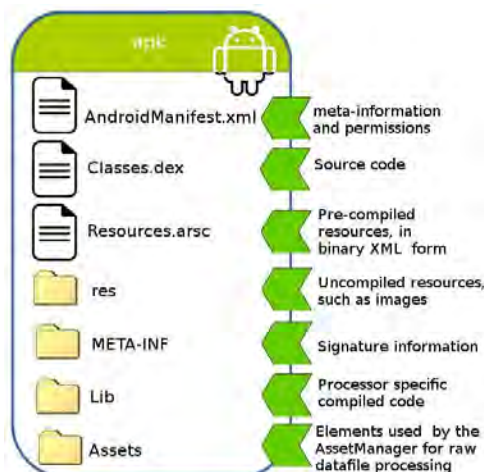 apk
AndroidManifest.xml
meta-information
and permissions
Classes.dex
Source code
Resources.arsc
Pre-compiled
resources, in
binary XML form
res
Uncompiled resources,
such as images
META-INF
Signature information
Lib
Processor specific
compiled code
Assets
Elements used by the
AssetManager for raw
datafile processing